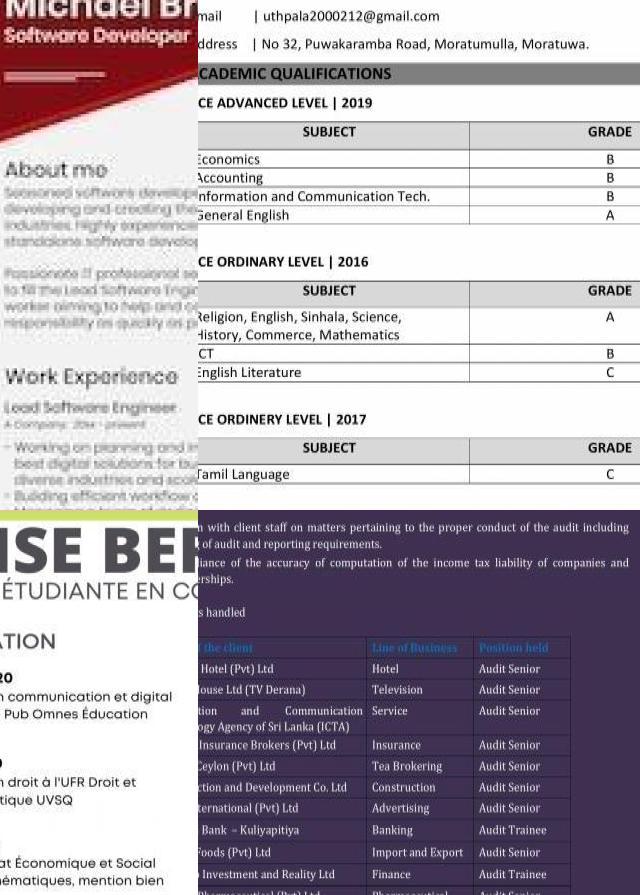 Michael Br
Software Developer
About me
Seasoned software develop
developing and creating the
industries. Highly experience
standalone software develop
Passionate IT professional se
to fill the Lead Software Engin
worker aiming to help and co
responsibility as quickly as p
Work Experience
Lead Software Engineer
A Company, 20xx - present
- Working on planning and in
best digital solutions for bu
diverse industries and scal
- Building efficient workflow
mail | uthpala2000212@gmail.com
ddress | No 32, Puwakaramba Road, Moratumulla, Moratuwa.
CADEMIC QUALIFICATIONS
CE ADVANCED LEVEL | 2019
SUBJECT GRADE
Economics B
Accounting B
nformation and Communication Tech. B
General English A
CE ORDINARY LEVEL | 2016
SUBJECT GRADE
Religion, English, Sinhala, Science, A
History, Commerce, Mathematics
CT B
English Literature C
CE ORDINERY LEVEL | 2017
SUBJECT GRADE
Tamil Language C
ISE BER
ÉTUDIANTE EN CO
ATION
20
n communication et digital
Pub Omnes Éducation
n droit à l'UFR Droit et
tique UVSQ
at Économique et Social
hématiques, mention bien
n with client staff on matters pertaining to the proper conduct of the audit including
of audit and reporting requirements.
liance of the accuracy of computation of the income tax liability of companies and
erships.
s handled
f the client Line of Business Position held
Hotel (Pvt) Ltd Hotel Audit Senior
ouse Ltd (TV Derana) Television Audit Senior
tion and Communication Service Audit Senior
ogy Agency of Sri Lanka (ICTA)
Insurance Brokers (Pvt) Ltd Insurance Audit Senior
Ceylon (Pvt) Ltd Tea Brokering Audit Senior
ction and Development Co. Ltd Construction Audit Senior
ternational (Pvt) Ltd Advertising Audit Senior
Bank – Kuliyapitiya Banking Audit Trainee
Foods (Pvt) Ltd Import and Export Audit Senior
Investment and Reality Ltd Finance Audit Trainee
Pharmaceutical (Pvt) Ltd Pharmaceutical Audit Senior